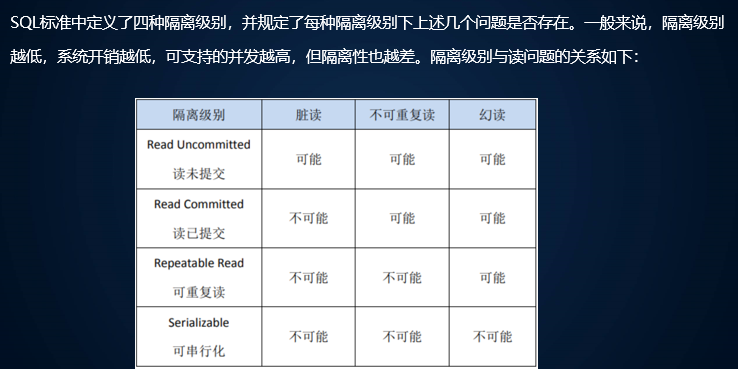 SQL标准中定义了四种隔离级别，并规定了每种隔离级别下上述几个问题是否存在。一般来说，隔离级别
越低，系统开销越低，可支持的并发越高，但隔离性也越差。隔离级别与读问题的关系如下：
隔离级别 脏读 不可重复读 幻读
Read Uncommitted
读未提交 可能 可能 可能
Read Committed
读已提交 不可能 可能 可能
Repeatable Read
可重复读 不可能 不可能 可能
Serializable
可串行化 不可能 不可能 不可能